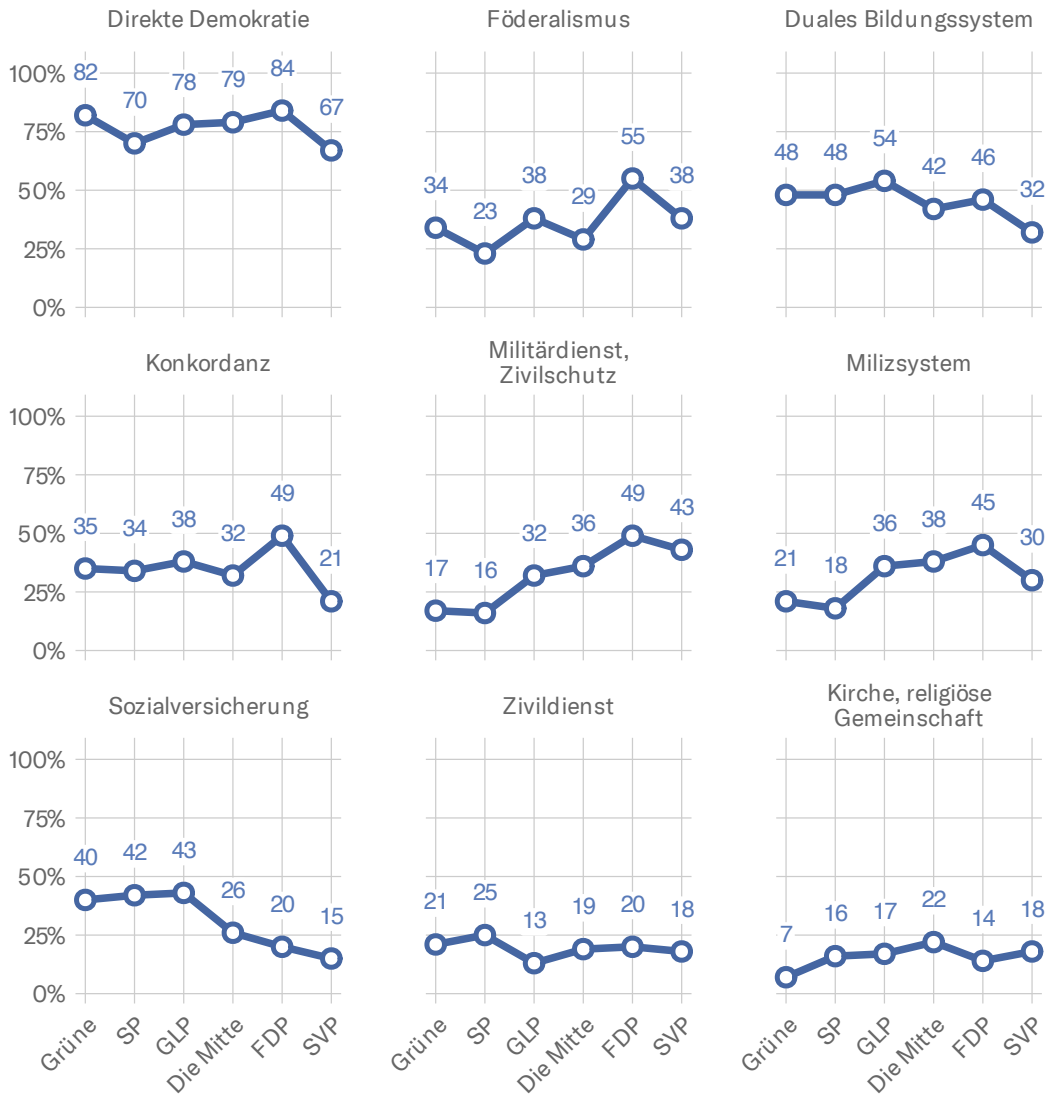 Direkte Demokratie
Föderalismus
Duales Bildungssystem
100%
75%
50%
25%
0%
82
70
78
79
84
67
34
23
38
29
55
38
48
48
54
42
46
32
Konkordanz
Militärdienst,
Zivilschutz
Milizsystem
100%
75%
50%
25%
0%
35
34
38
32
49
21
17
16
32
36
49
43
21
18
36
38
45
30
Sozialversicherung
Zivildienst
Kirche, religiöse
Gemeinschaft
100%
75%
50%
25%
0%
40
42
43
26
20
15
21
25
13
19
20
18
7
16
17
22
14
18
Grüne
SP
GLP
Die Mitte
FDP
SVP
Grüne
SP
GLP
Die Mitte
FDP
SVP
Grüne
SP
GLP
Die Mitte
FDP
SVP